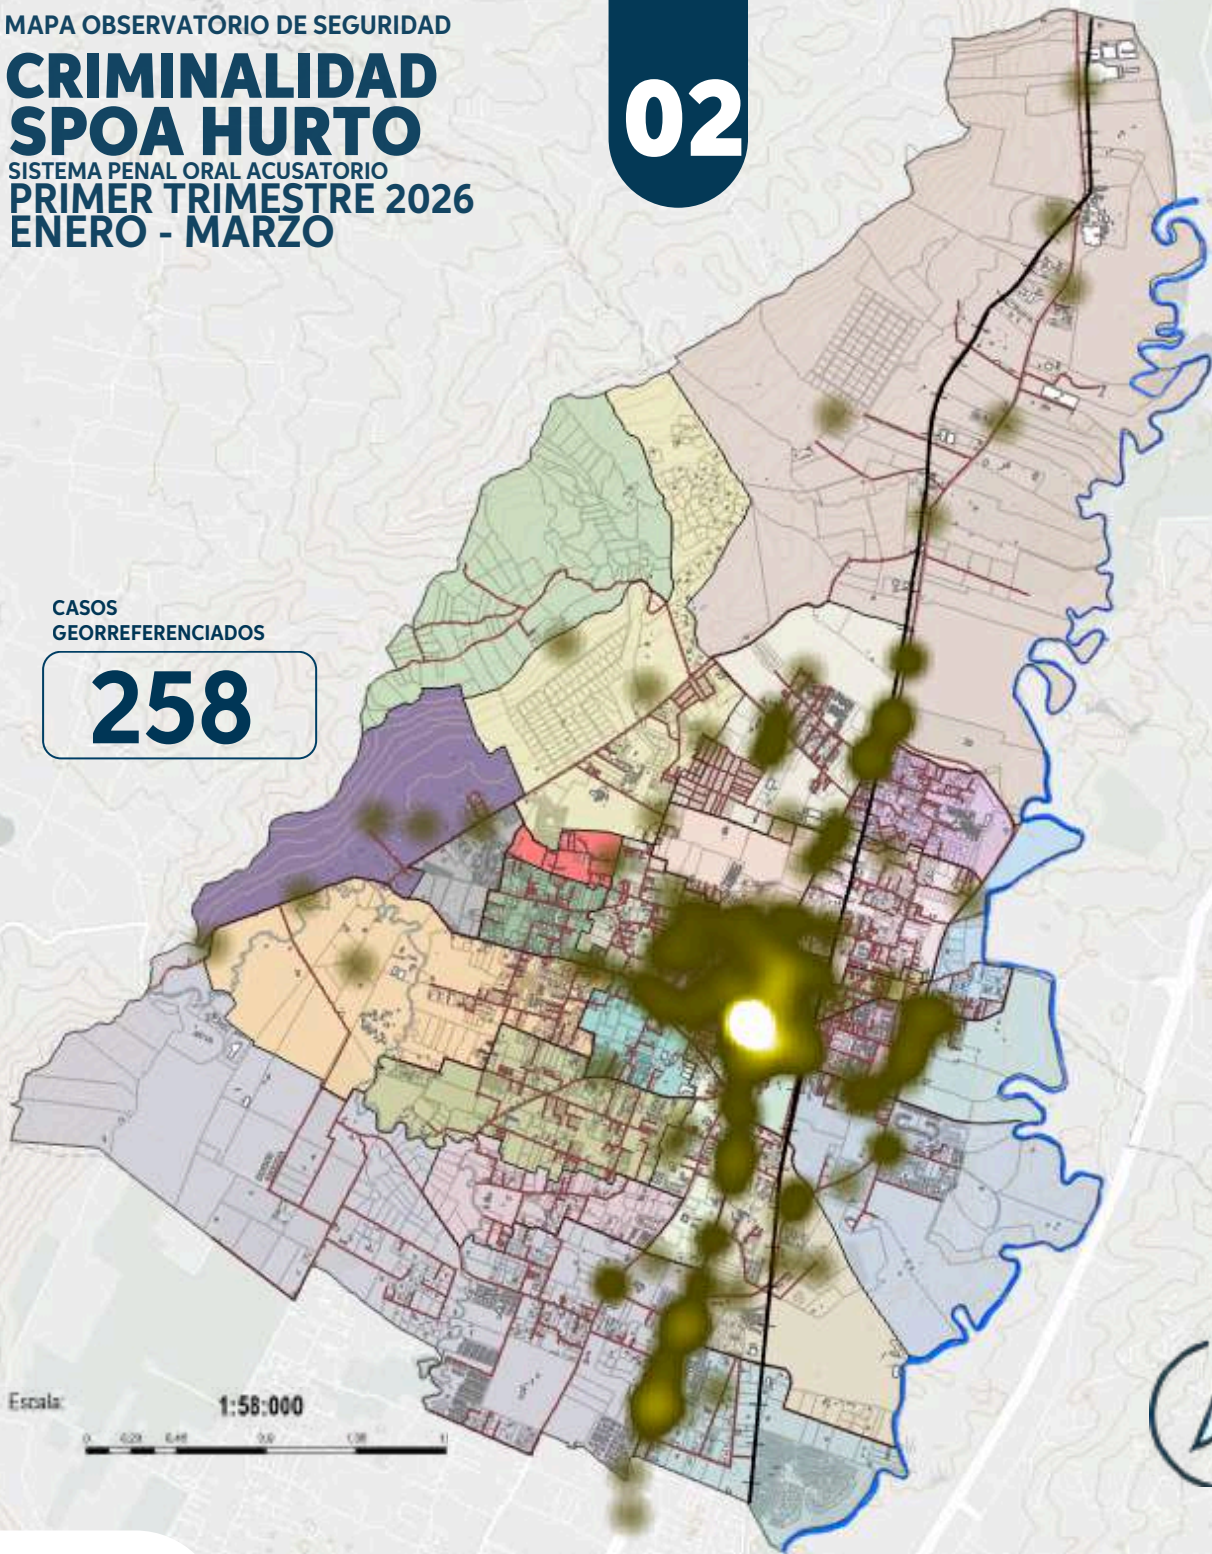 MAPA OBSERVATORIO DE SEGURIDAD
CRIMINALIDAD
SPOA HURTO
SISTEMA PENAL ORAL ACUSATORIO
PRIMER TRIMESTRE 2026
ENERO - MARZO
02
CASOS
GEORREFERENCIADOS
258
Escala: 1:58:000